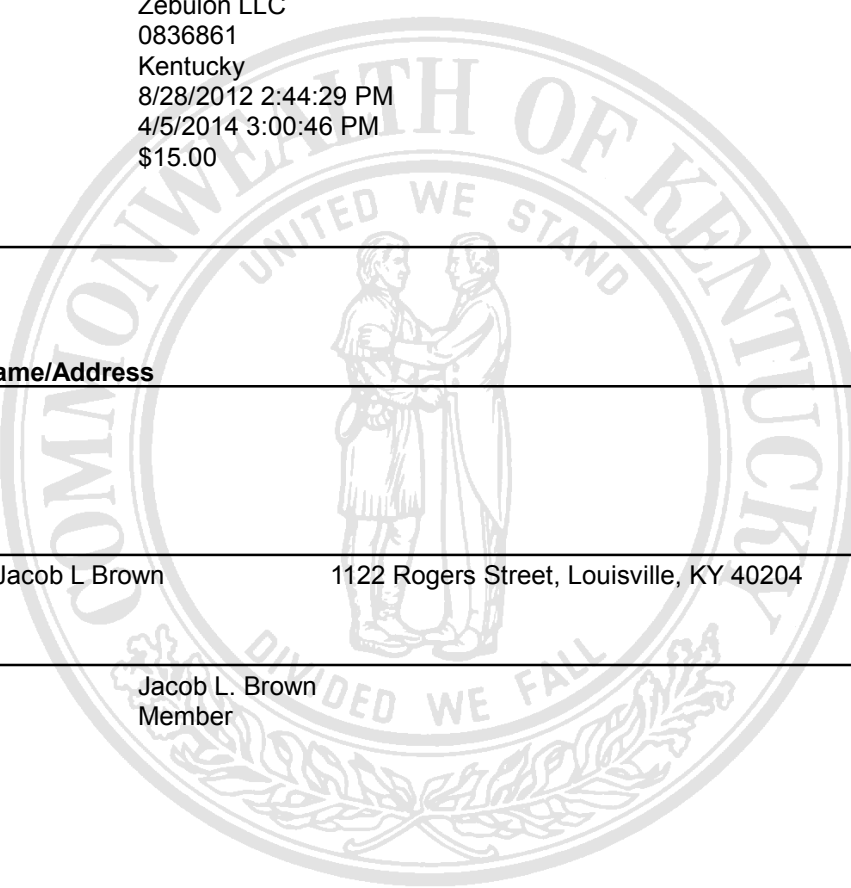 Zebulon LLC
0836861
Kentucky
8/28/2012 2:44:29 PM
4/5/2014 3:00:46 PM
$15.00
COMMONWEALTH OF KENTUCKY
UNITED WE STAND
ame/Address
Jacob L Brown 1122 Rogers Street, Louisville, KY 40204
DIVIDED WE FALL
Jacob L. Brown
Member